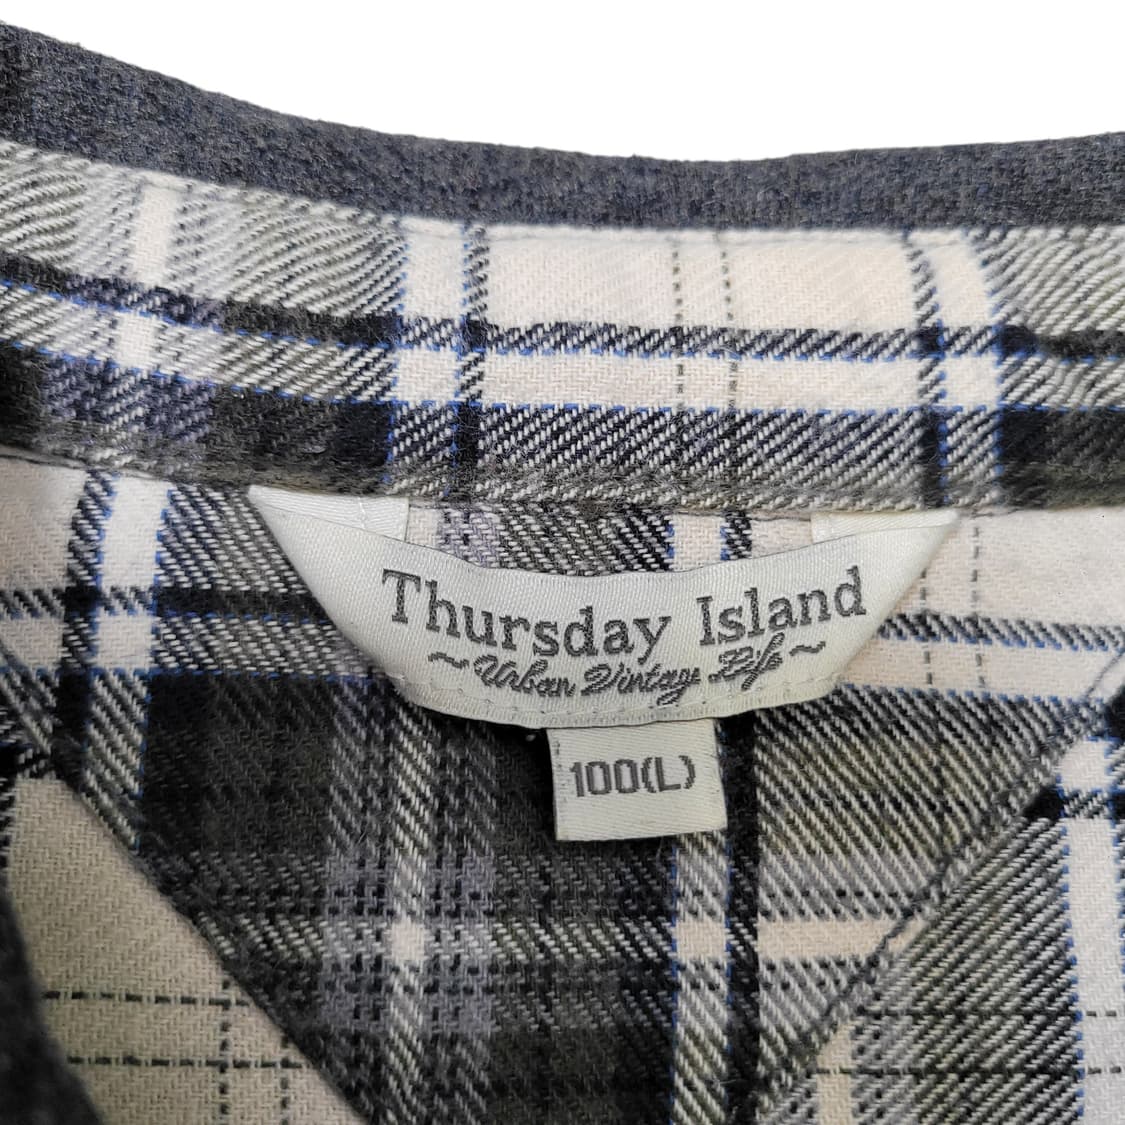 Thursday Island
~Urban Vintage Life~
100(L)